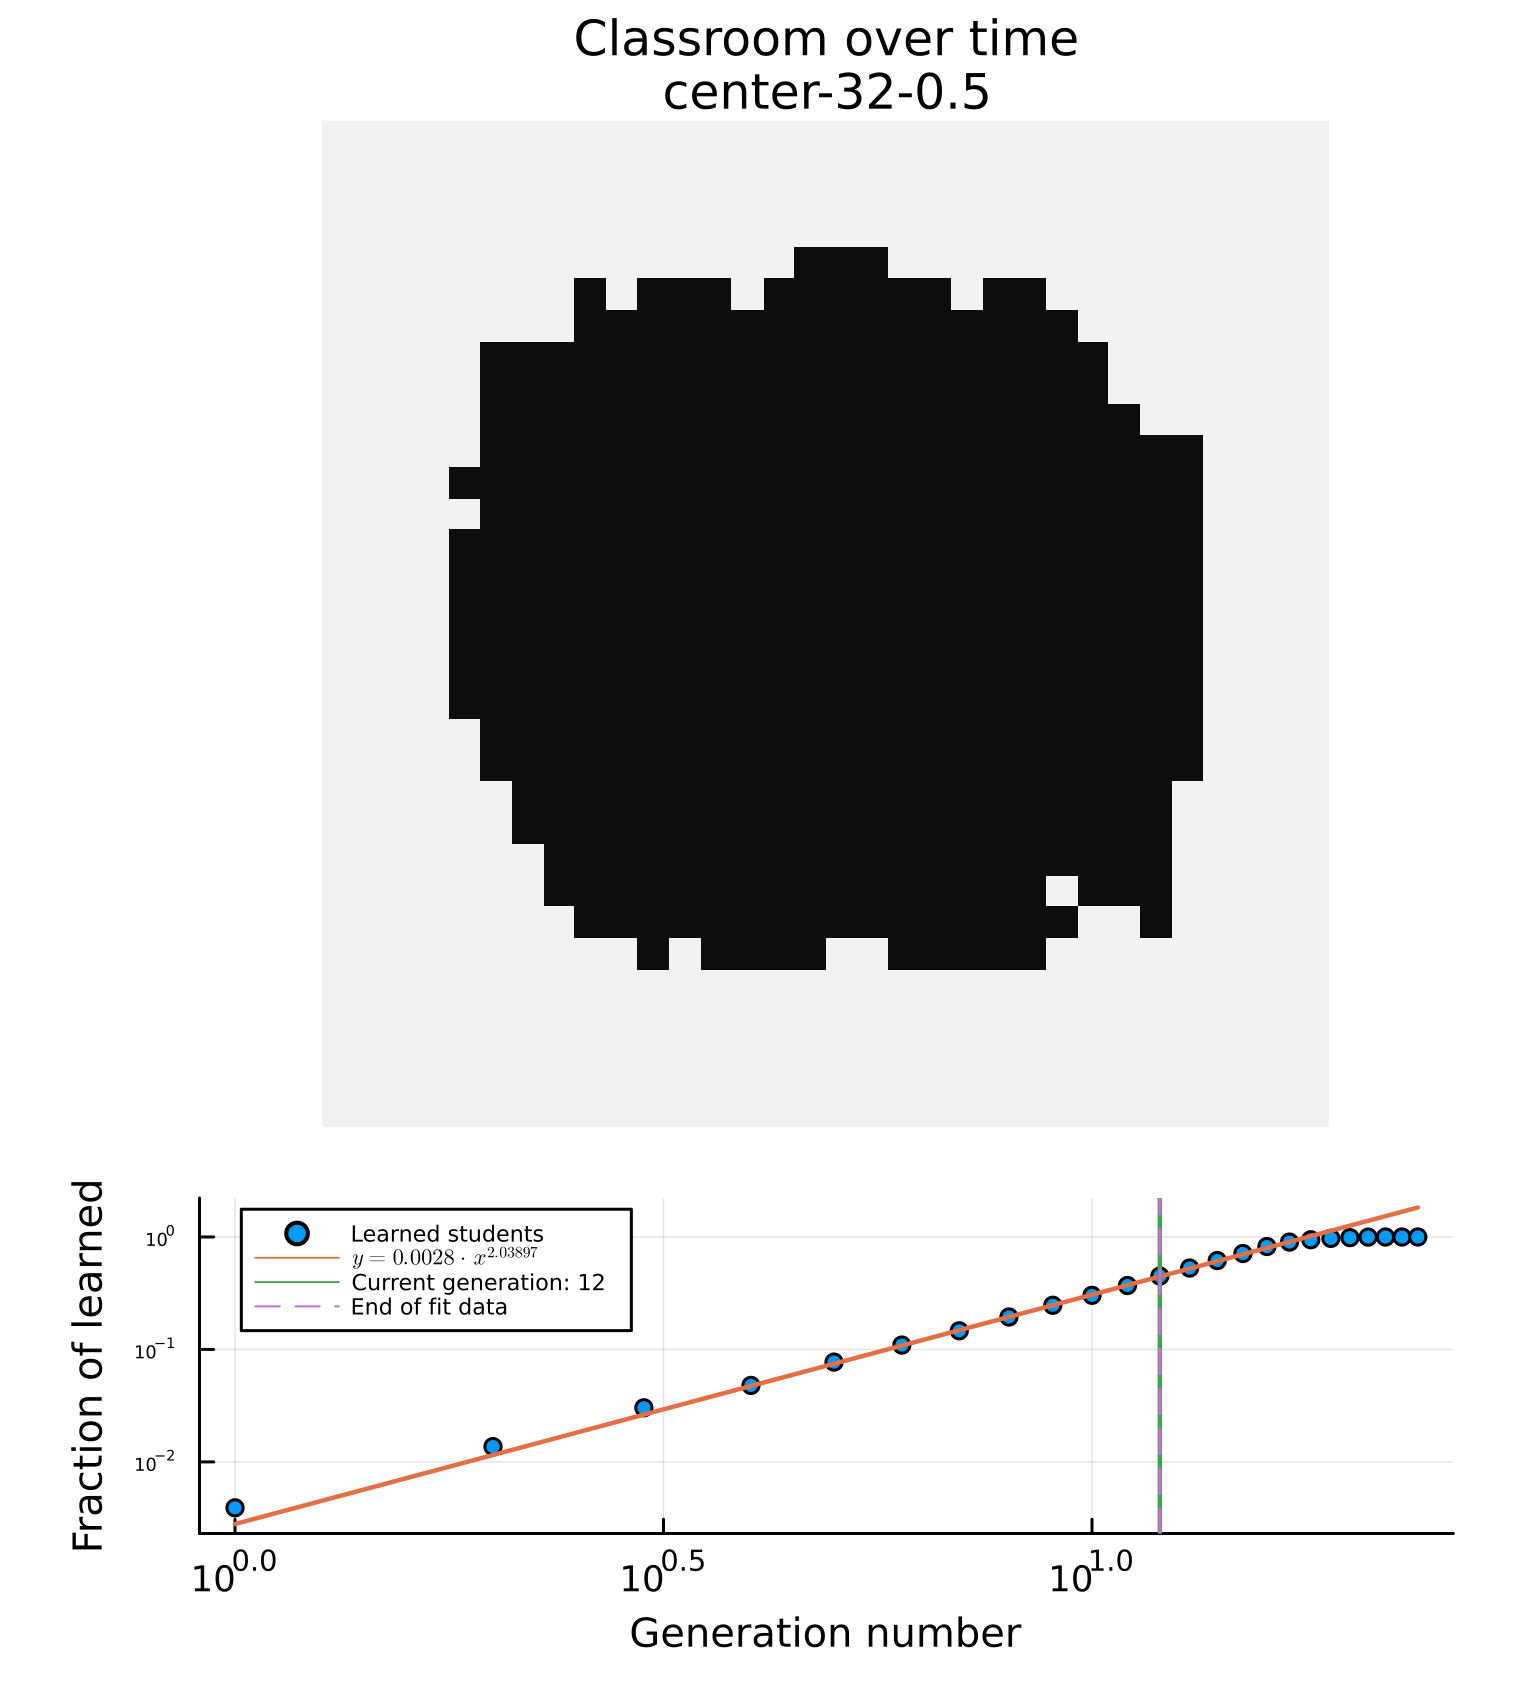 Classroom over time
center-32-0.5
Fraction of learned
10⁰
10⁻¹
10⁻²
Learned students
y = 0.0028 · x^2.03897
Current generation: 12
End of fit data
10^0.0
10^0.5
10^1.0
Generation number